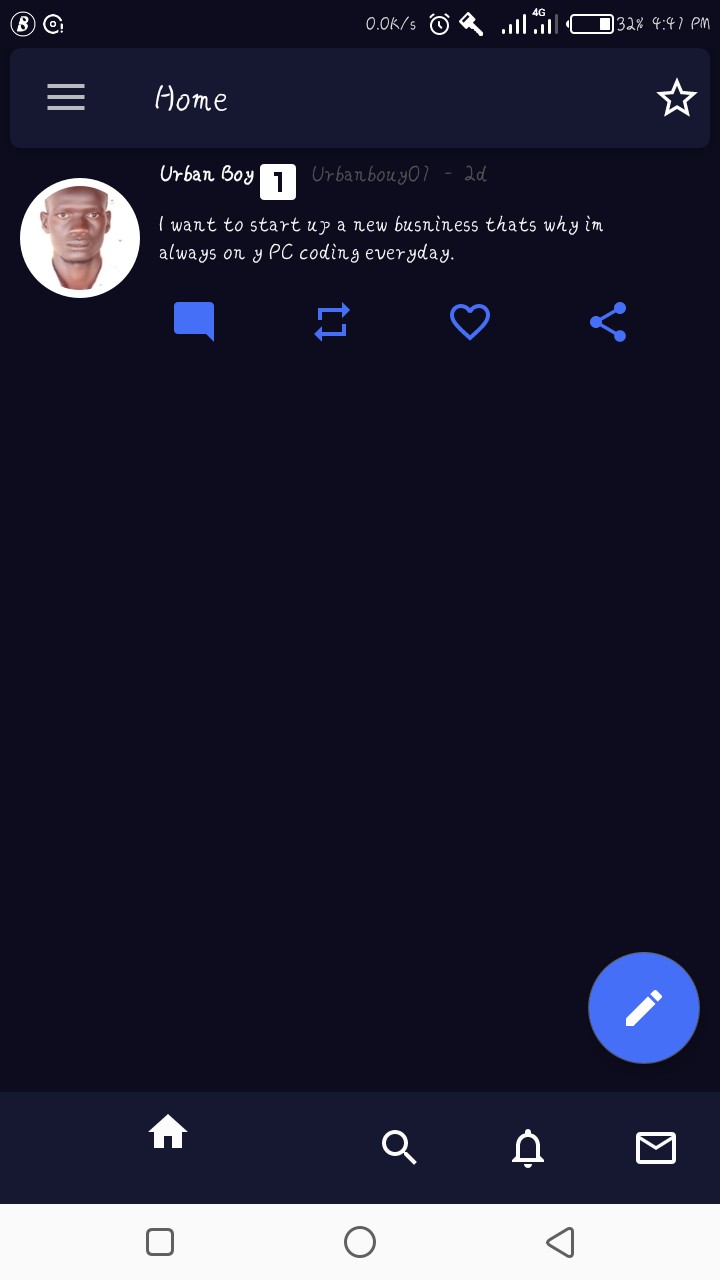 0.0K/s 4G 32% 4:41 PM
Home
Urban Boy 1 Urbanbouy01 - 2d
I want to start up a new busniness thats why im
always on y PC coding everyday.